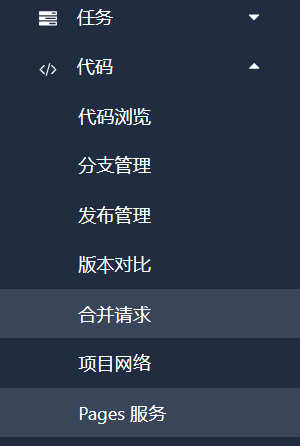 任务
代码
代码浏览
分支管理
发布管理
版本对比
合并请求
项目网络
Pages 服务